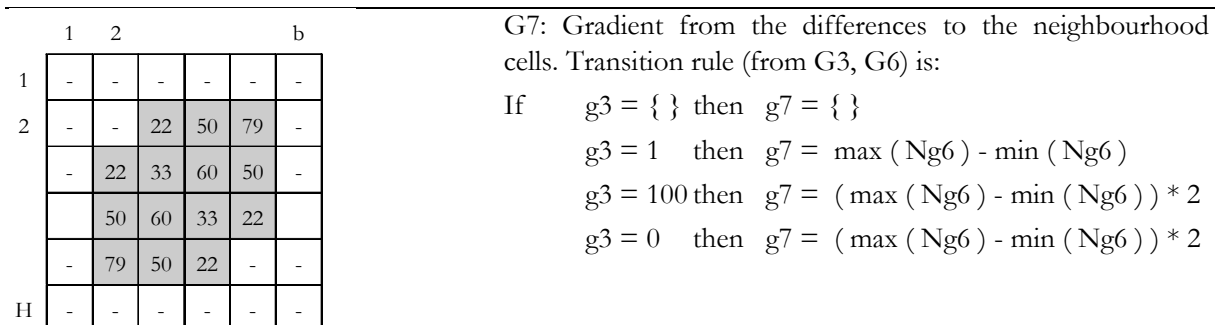 1 2 b
1 - - - - - -
2 - - 22 50 79 -
- 22 33 60 50 -
50 60 33 22
- 79 50 22 - -
H - - - - - -
G7: Gradient from the differences to the neighbourhood
cells. Transition rule (from G3, G6) is:
If g3 = { } then g7 = { }
g3 = 1 then g7 = max ( Ng6 ) - min ( Ng6 )
g3 = 100 then g7 = ( max ( Ng6 ) - min ( Ng6 ) ) * 2
g3 = 0 then g7 = ( max ( Ng6 ) - min ( Ng6 ) ) * 2